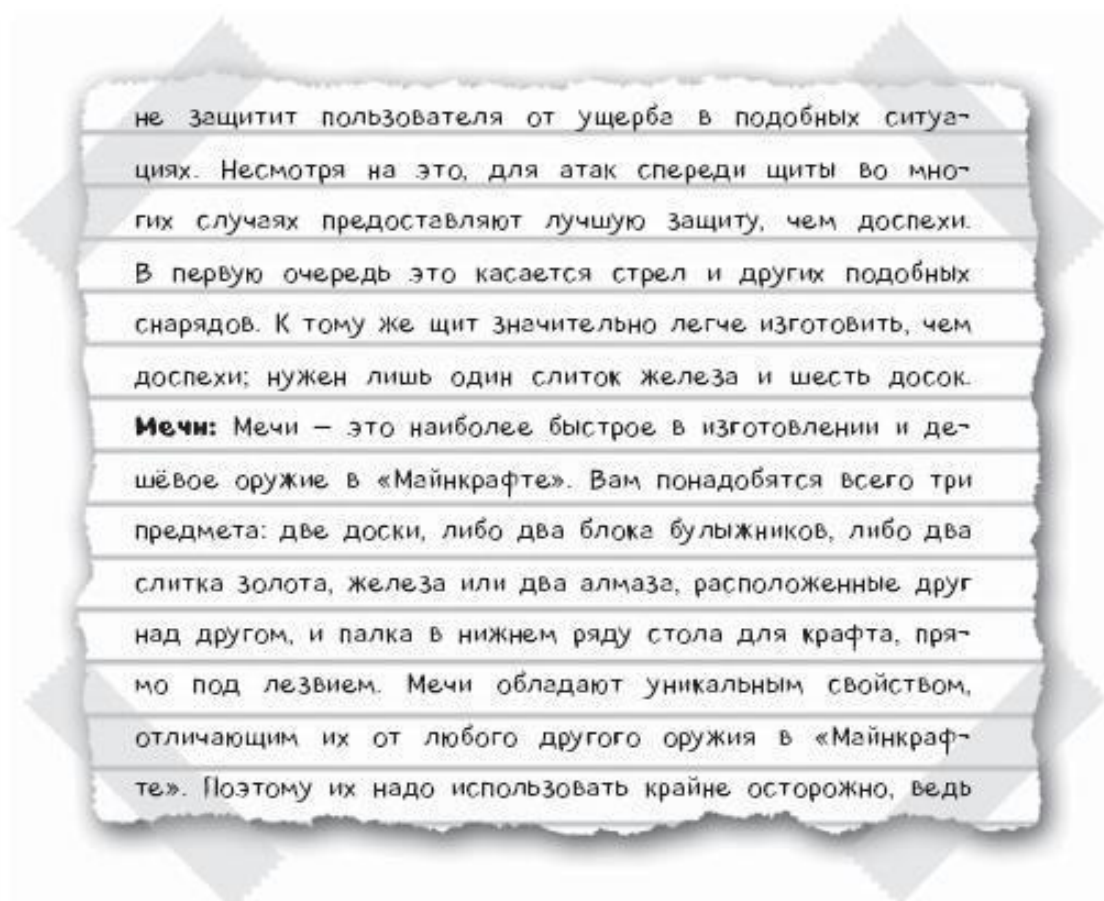 не защитит пользователя от ущерба в подобных ситуа-
циях. Несмотря на это, для атак спереди щиты во мно-
гих случаях предоставляют лучшую защиту, чем доспехи.
В первую очередь это касается стрел и других подобных
снарядов. К тому же щит значительно легче изготовить, чем
доспехи; нужен лишь один слиток железа и шесть досок.
Мечи: Мечи — это наиболее быстрое в изготовлении и де-
шёвое оружие в «Майнкрафте». Вам понадобятся всего три
предмета: две доски, либо два блока булыжников, либо два
слитка золота, железа или два алмаза, расположенные друг
над другом, и палка в нижнем ряду стола для крафта, пря-
мо под лезвием. Мечи обладают уникальным свойством,
отличающим их от любого другого оружия в «Майнкраф-
те». Поэтому их надо использовать крайне осторожно, ведь